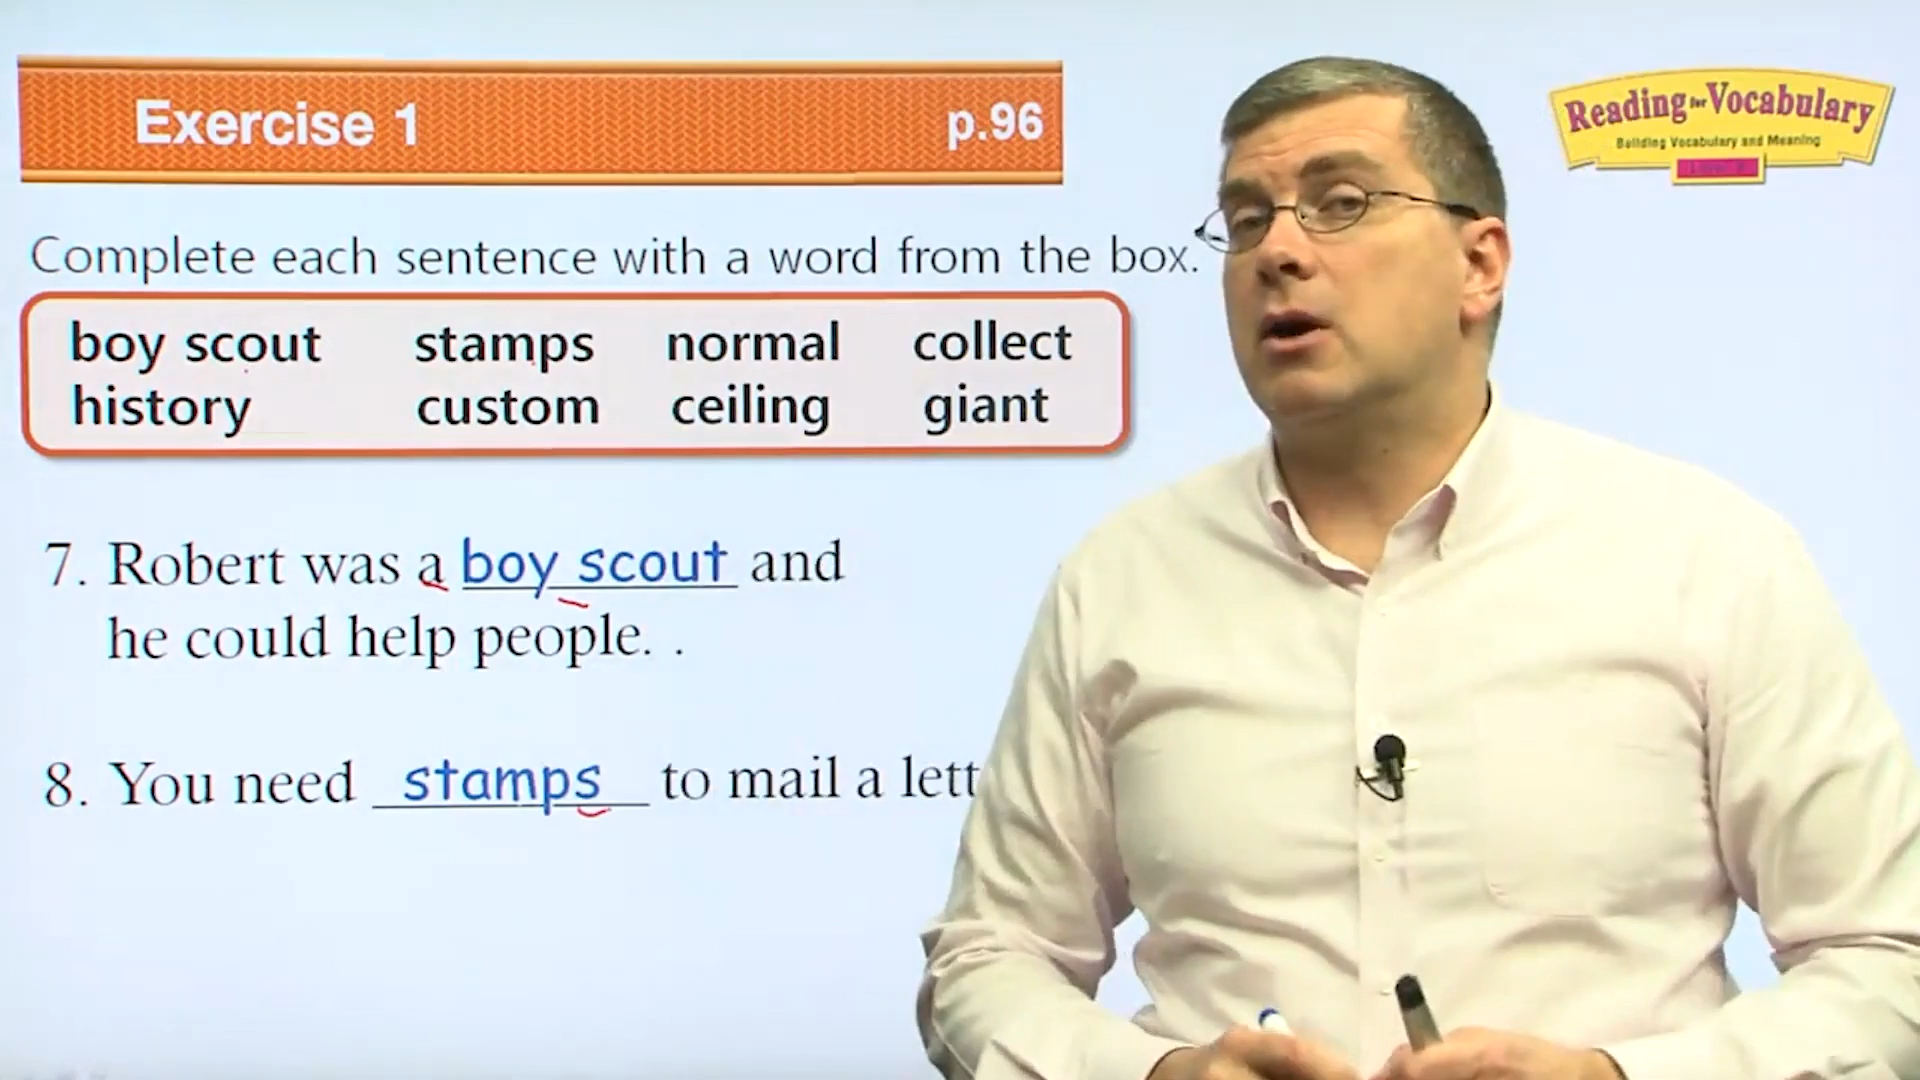 Exercise 1 p.96
Reading for Vocabulary
Building Vocabulary and Meaning
Complete each sentence with a word from the box.
boy scout stamps normal collect
history custom ceiling giant
7. Robert was a boy scout and
he could help people. .
8. You need stamps to mail a lett